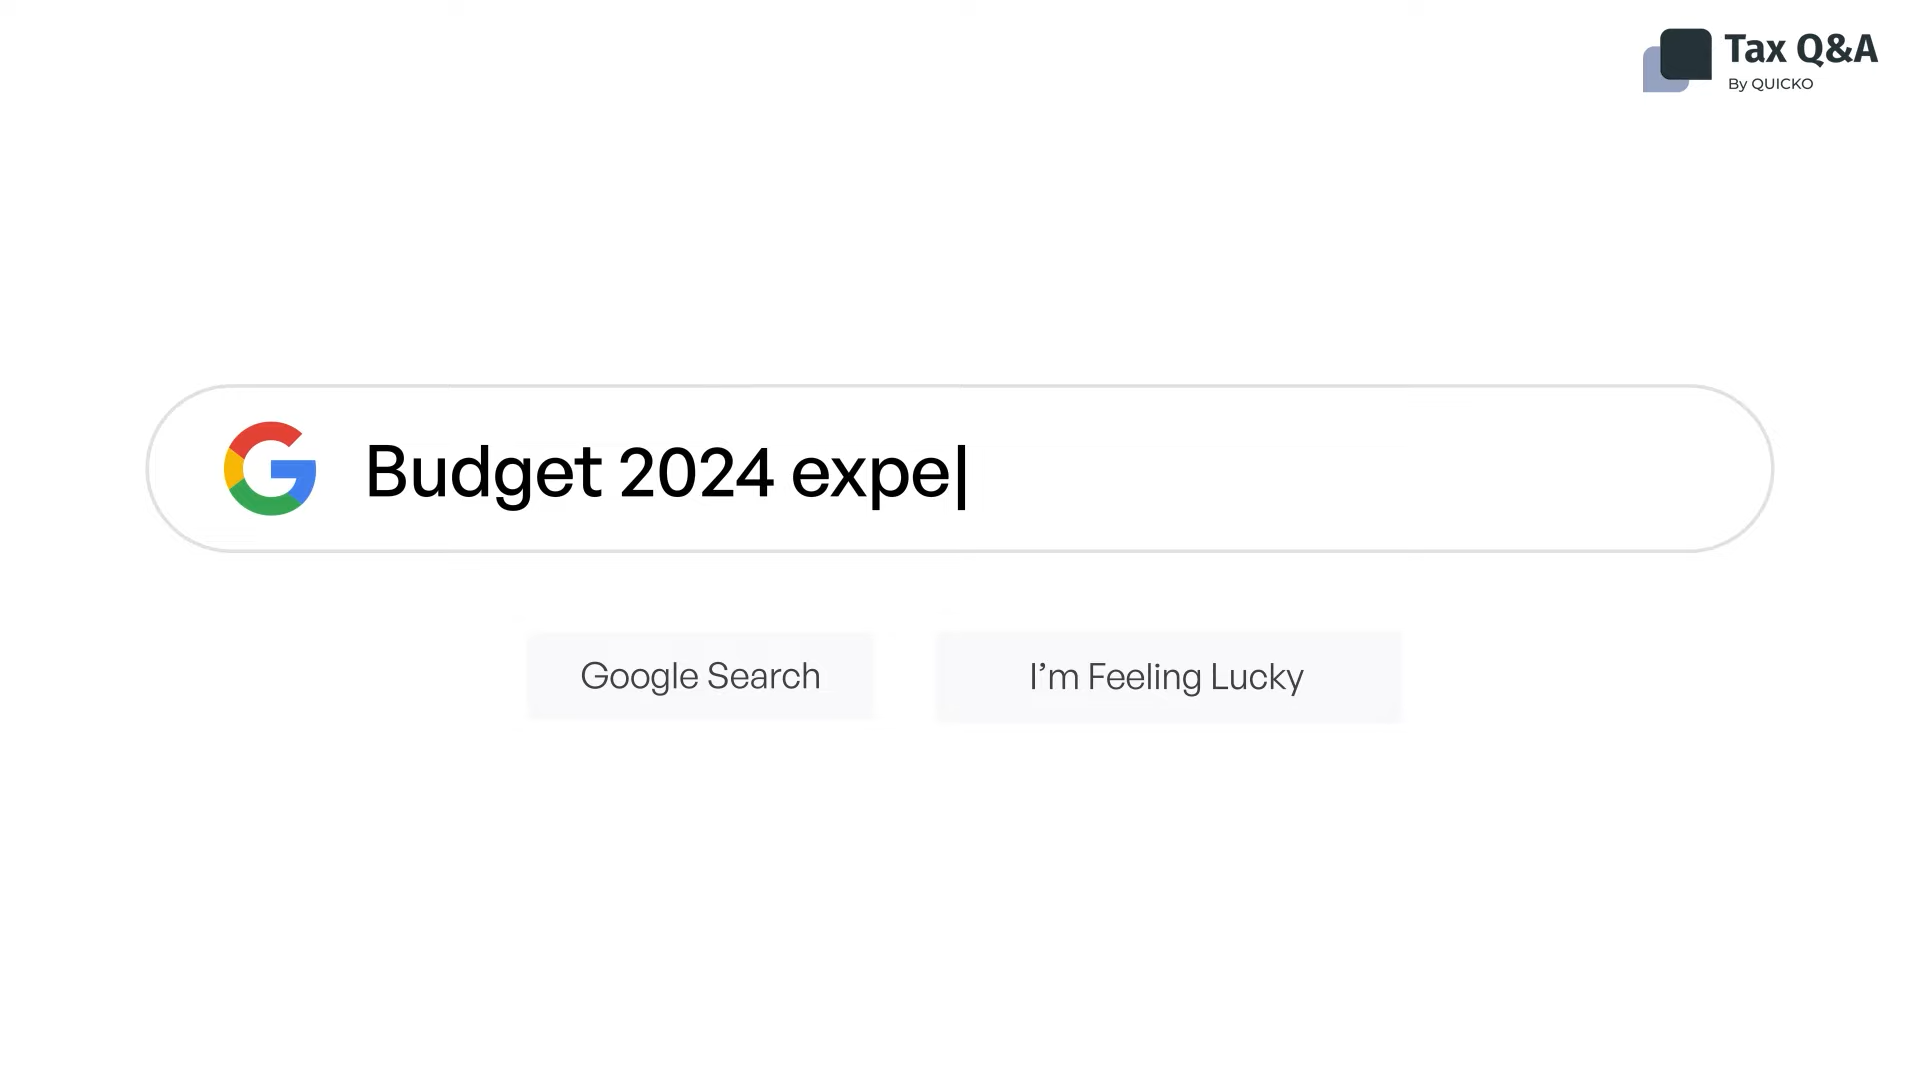 Tax Q&A
By QUICKO
Budget 2024 expe
Google Search
I’m Feeling Lucky